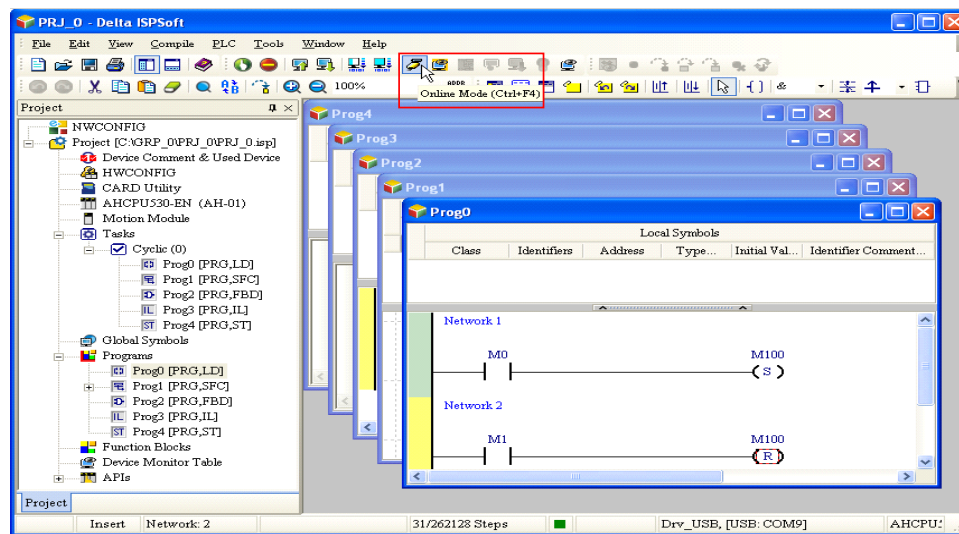 PRJ_0 - Delta ISPSoft
File Edit View Compile PLC Tools Window Help
100%
Online Mode (Ctrl+F4)
Project
NWCONFIG
Project [C:\GRP_0\PRJ_0\PRJ_0.isp]
Device Comment & Used Device
HWCONFIG
CARD Utility
AHCPU530-EN (AH-01)
Motion Module
Tasks
Cyclic (0)
Prog0 [PRG,LD]
Prog1 [PRG,SFC]
Prog2 [PRG,FBD]
Prog3 [PRG,IL]
Prog4 [PRG,ST]
Global Symbols
Programs
Prog0 [PRG,LD]
Prog1 [PRG,SFC]
Prog2 [PRG,FBD]
Prog3 [PRG,IL]
Prog4 [PRG,ST]
Function Blocks
Device Monitor Table
APIs
Project
Prog4
Prog3
Prog2
Prog1
Prog0
Local Symbols
Class Identifiers Address Type... Initial Val... Identifier Comment...
Network 1
M0 M100
S
Network 2
M1 M100
R
Insert Network: 2 31/262128 Steps Drv_USB, [USB: COM9]